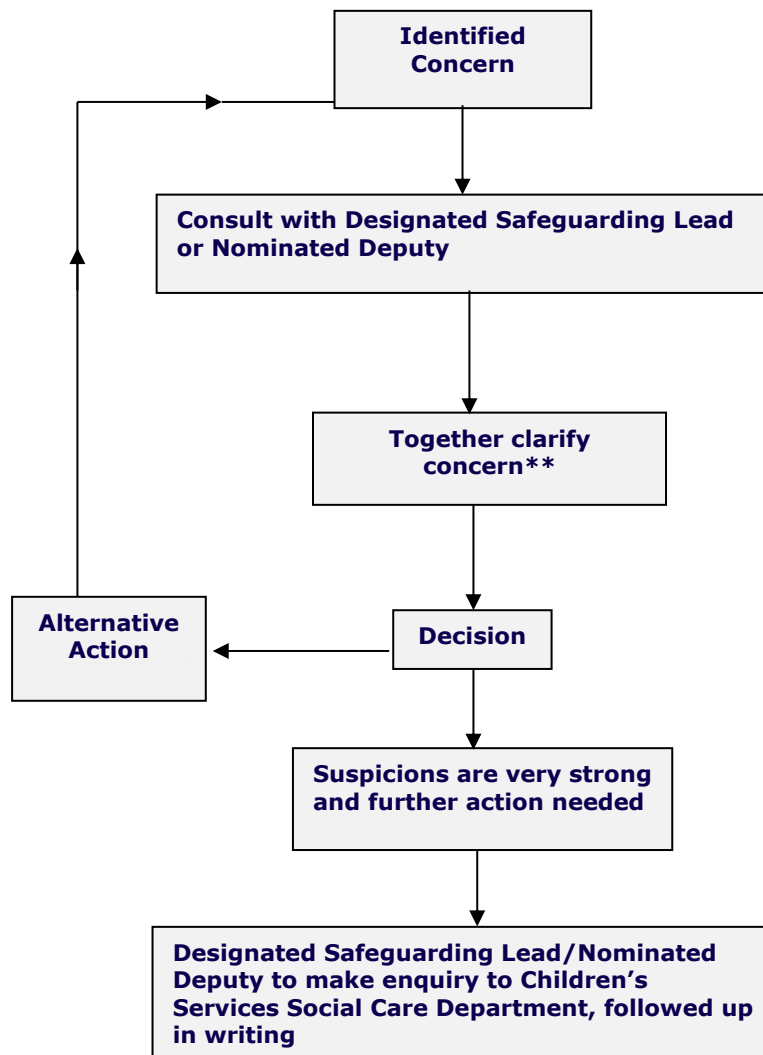 Identified
Concern
Consult with Designated Safeguarding Lead
or Nominated Deputy
Together clarify
concern**
Alternative
Action
Decision
Suspicions are very strong
and further action needed
Designated Safeguarding Lead/Nominated
Deputy to make enquiry to Children’s
Services Social Care Department, followed up
in writing